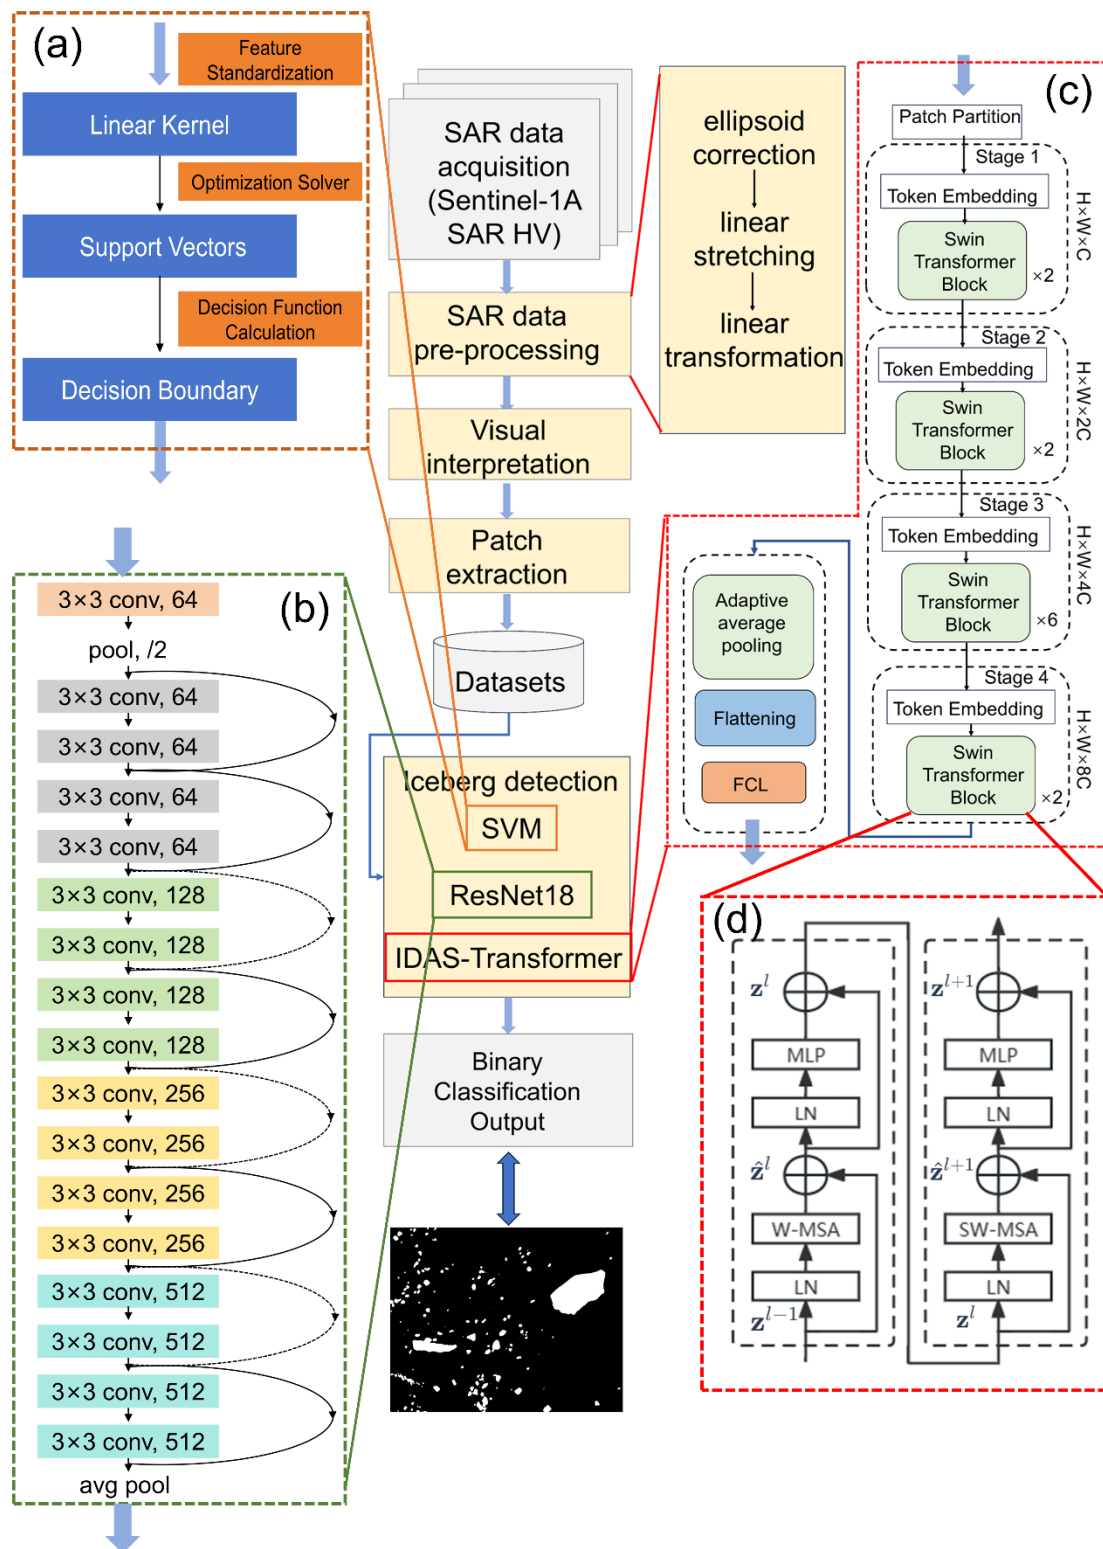 (a)
Feature
Standardization
Linear Kernel
Optimization Solver
Support Vectors
Decision Function
Calculation
Decision Boundary
SAR data
acquisition
(Sentinel-1A
SAR HV)
SAR data
pre-processing
Visual
interpretation
Patch
extraction
Datasets
Iceberg detection
SVM
ResNet18
IDAS-Transformer
Binary
Classification
Output
ellipsoid
correction
linear
stretching
linear
transformation
(b)
3×3 conv, 64
pool, /2
3×3 conv, 64
3×3 conv, 64
3×3 conv, 64
3×3 conv, 64
3×3 conv, 128
3×3 conv, 128
3×3 conv, 128
3×3 conv, 128
3×3 conv, 256
3×3 conv, 256
3×3 conv, 256
3×3 conv, 256
3×3 conv, 512
3×3 conv, 512
3×3 conv, 512
3×3 conv, 512
avg pool
(c)
Patch Partition
Stage 1
Token Embedding
Swin
Transformer
Block
×2
H×W×C
Stage 2
Token Embedding
Swin
Transformer
Block
×2
H×W×2C
Stage 3
Token Embedding
Swin
Transformer
Block
×6
H×W×4C
Stage 4
Token Embedding
Swin
Transformer
Block
×2
H×W×8C
Adaptive
average
pooling
Flattening
FCL
(d)
z^l
MLP
LN
ẑ^l
W-MSA
LN
z^{l−1}
z^{l+1}
MLP
LN
ẑ^{l+1}
SW-MSA
LN
z^l